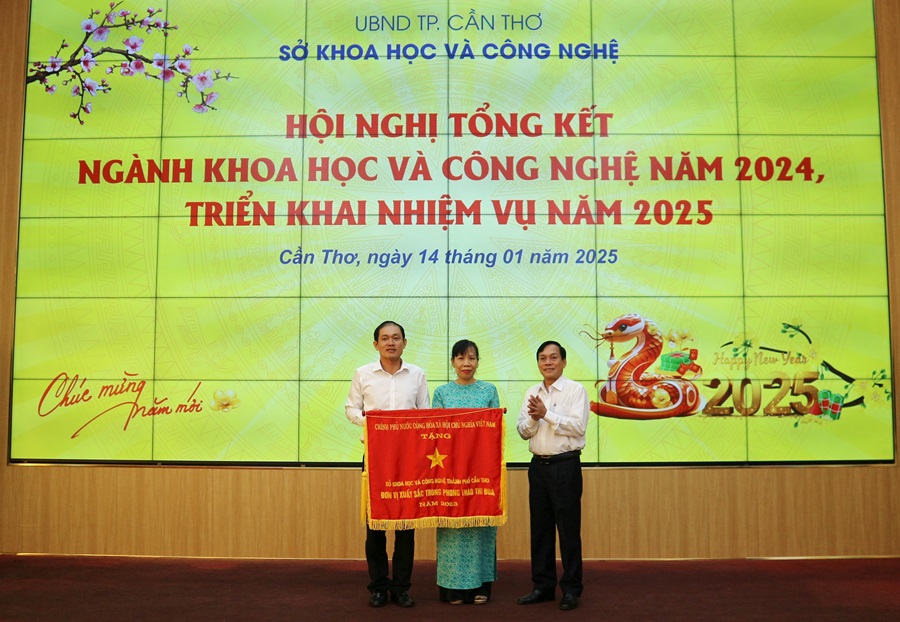 UBND TP. CẦN THƠ
SỞ KHOA HỌC VÀ CÔNG NGHỆ
HỘI NGHỊ TỔNG KẾT
NGÀNH KHOA HỌC VÀ CÔNG NGHỆ NĂM 2024,
TRIỂN KHAI NHIỆM VỤ NĂM 2025
Cần Thơ, ngày 14 tháng 01 năm 2025
Chúc mừng
năm mới
Happy New Year
2025
CHÍNH PHỦ NƯỚC CỘNG HÒA XÃ HỘI CHỦ NGHĨA VIỆT NAM
TẶNG
SỞ KHOA HỌC VÀ CÔNG NGHỆ THÀNH PHỐ CẦN THƠ
ĐƠN VỊ XUẤT SẮC TRONG PHONG TRÀO THI ĐUA
NĂM 2023